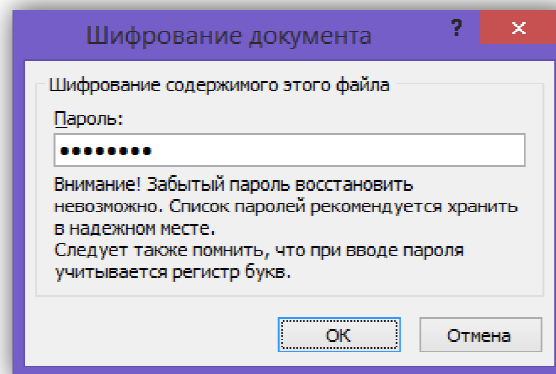 Шифрование документа ?
Шифрование содержимого этого файла
Пароль:
••••••••
Внимание! Забытый пароль восстановить
невозможно. Список паролей рекомендуется хранить
в надежном месте.
Следует также помнить, что при вводе пароля
учитывается регистр букв.
ОК Отмена